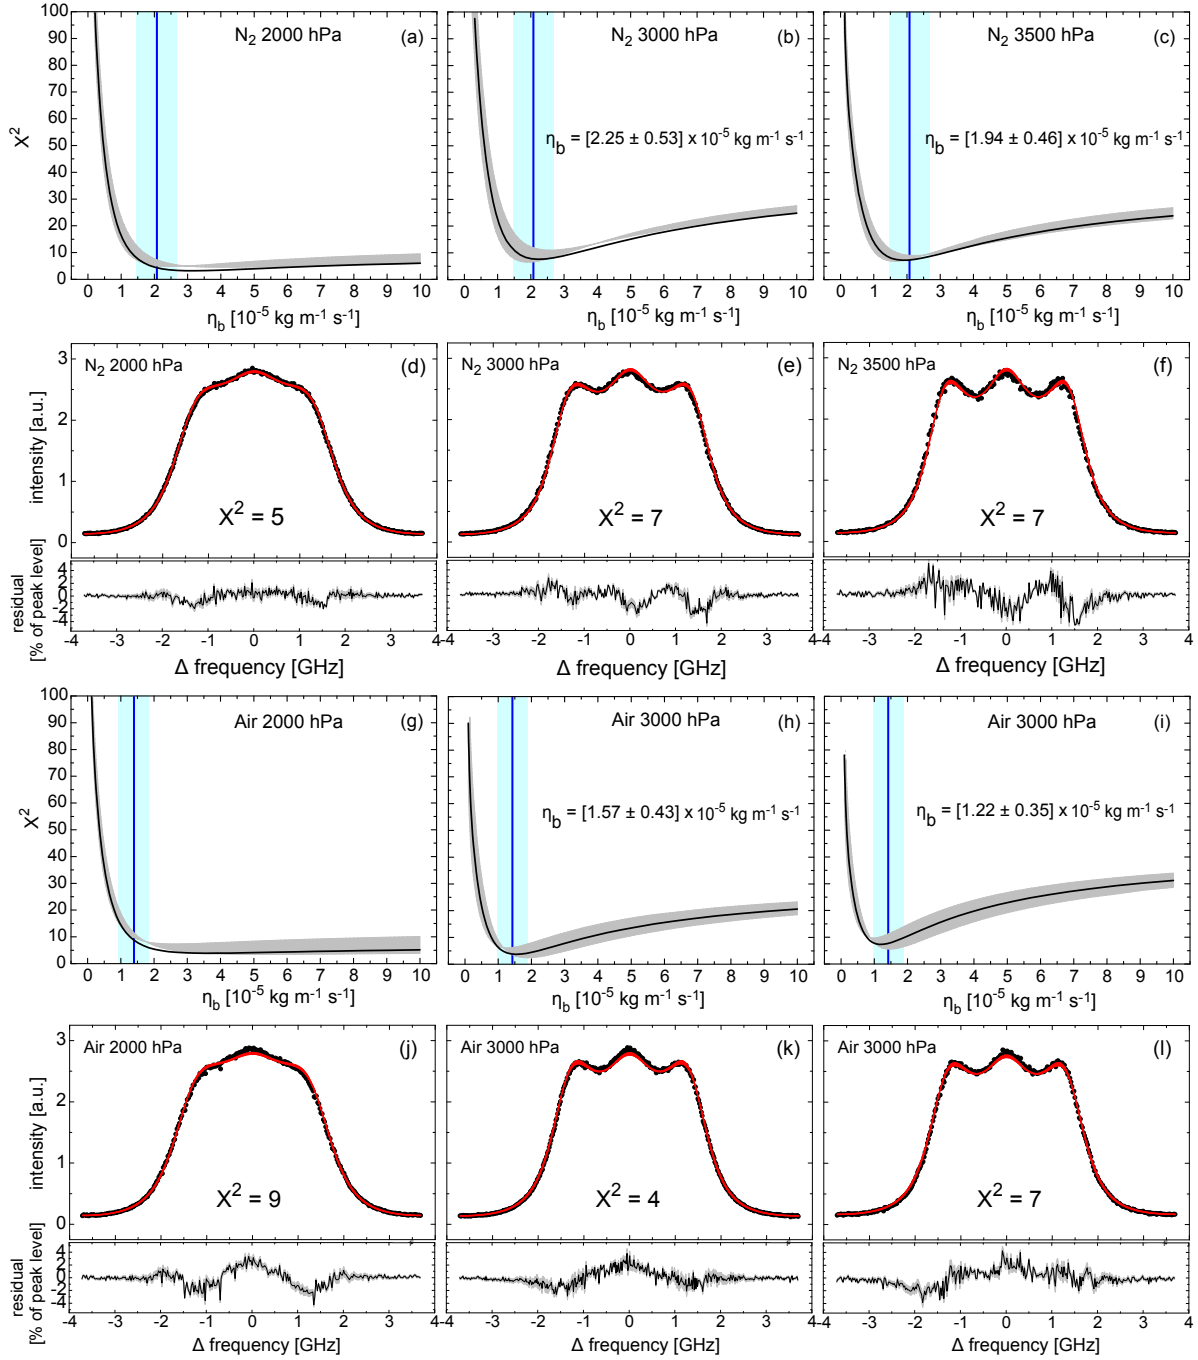 N₂ 2000 hPa (a)
N₂ 3000 hPa (b)
N₂ 3500 hPa (c)
100
90
80
70
60
50
40
30
20
10
0
X²
ηb = [2.25 ± 0.53] x 10⁻⁵ kg m⁻¹ s⁻¹
ηb = [1.94 ± 0.46] x 10⁻⁵ kg m⁻¹ s⁻¹
0 1 2 3 4 5 6 7 8 9 10
0 1 2 3 4 5 6 7 8 9 10
0 1 2 3 4 5 6 7 8 9 10
ηb [10⁻⁵ kg m⁻¹ s⁻¹]
ηb [10⁻⁵ kg m⁻¹ s⁻¹]
ηb [10⁻⁵ kg m⁻¹ s⁻¹]
N₂ 2000 hPa (d)
N₂ 3000 hPa (e)
N₂ 3500 hPa (f)
3
2
1
0
intensity [a.u.]
X² = 5
X² = 7
X² = 7
4
2
0
-2
-4
residual
[% of peak level]
-4 -3 -2 -1 0 1 2 3 4
-4 -3 -2 -1 0 1 2 3 4
-4 -3 -2 -1 0 1 2 3 4
Δ frequency [GHz]
Δ frequency [GHz]
Δ frequency [GHz]
Air 2000 hPa (g)
Air 3000 hPa (h)
Air 3000 hPa (i)
100
90
80
70
60
50
40
30
20
10
0
X²
ηb = [1.57 ± 0.43] x 10⁻⁵ kg m⁻¹ s⁻¹
ηb = [1.22 ± 0.35] x 10⁻⁵ kg m⁻¹ s⁻¹
0 1 2 3 4 5 6 7 8 9 10
0 1 2 3 4 5 6 7 8 9 10
0 1 2 3 4 5 6 7 8 9 10
ηb [10⁻⁵ kg m⁻¹ s⁻¹]
ηb [10⁻⁵ kg m⁻¹ s⁻¹]
ηb [10⁻⁵ kg m⁻¹ s⁻¹]
Air 2000 hPa (j)
Air 3000 hPa (k)
Air 3000 hPa (l)
3
2
1
0
intensity [a.u.]
X² = 9
X² = 4
X² = 7
4
2
0
-2
-4
residual
[% of peak level]
-4 -3 -2 -1 0 1 2 3 4
-4 -3 -2 -1 0 1 2 3 4
-4 -3 -2 -1 0 1 2 3 4
Δ frequency [GHz]
Δ frequency [GHz]
Δ frequency [GHz]